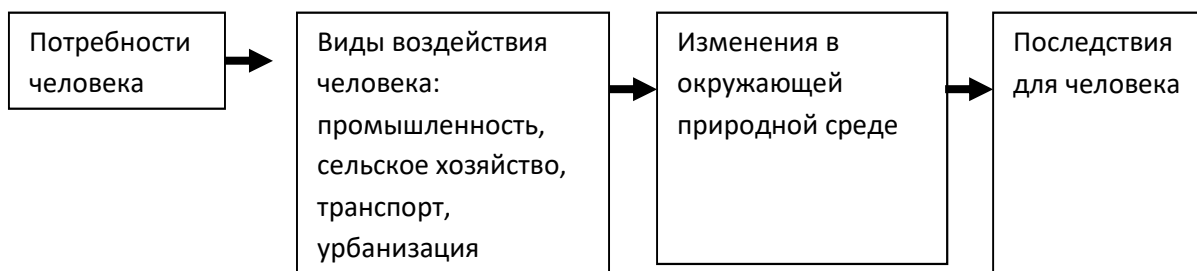 Потребности
человека
Виды воздействия
человека:
промышленность,
сельское хозяйство,
транспорт,
урбанизация
Изменения в
окружающей
природной среде
Последствия
для человека